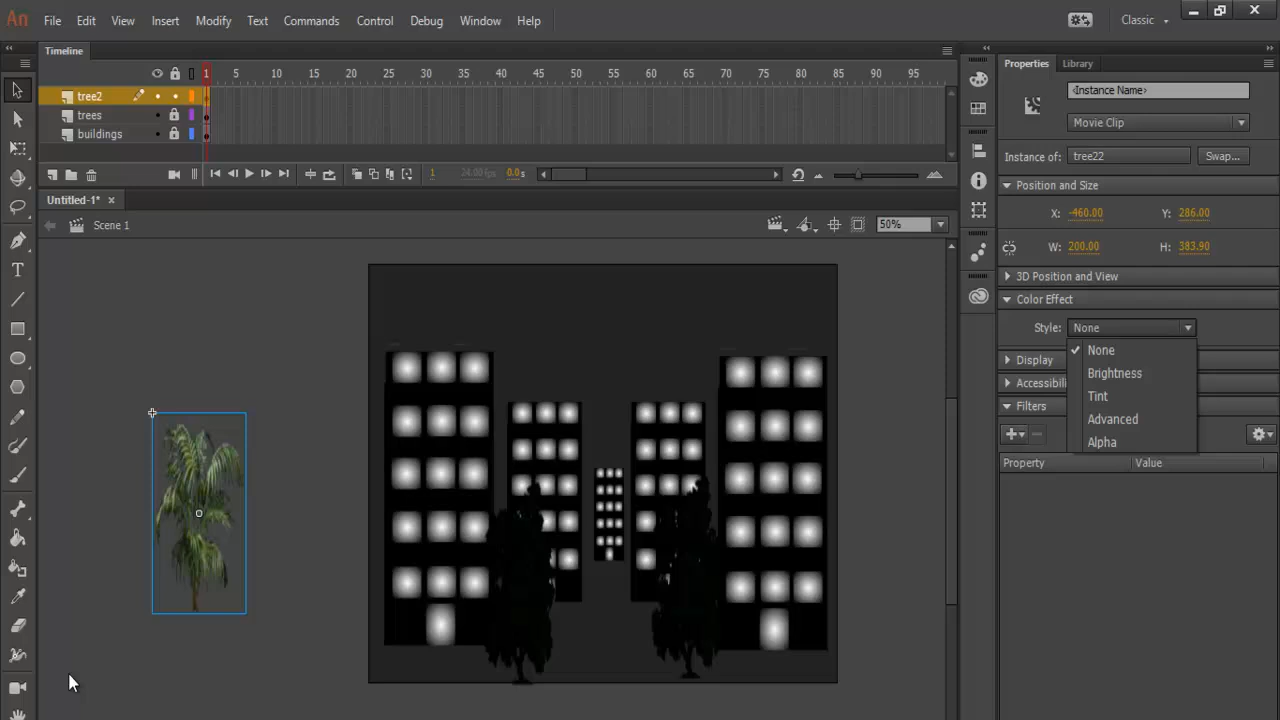 An File Edit View Insert Modify Text Commands Control Debug Window Help Classic
Timeline
1 5 10 15 20 25 30 35 40 45 50 55 60 65 70 75 80 85 90 95
tree2
trees
buildings
1 24.00 fps 0.0 s
Untitled-1* ×
Scene 1 50%
Properties Library
<Instance Name>
Movie Clip
Instance of: tree22 Swap...
Position and Size
X: -460.00 Y: 286.00
W: 200.00 H: 383.90
3D Position and View
Color Effect
Style: None
None
Brightness
Tint
Advanced
Alpha
Display
Accessibili
Filters
Property Value